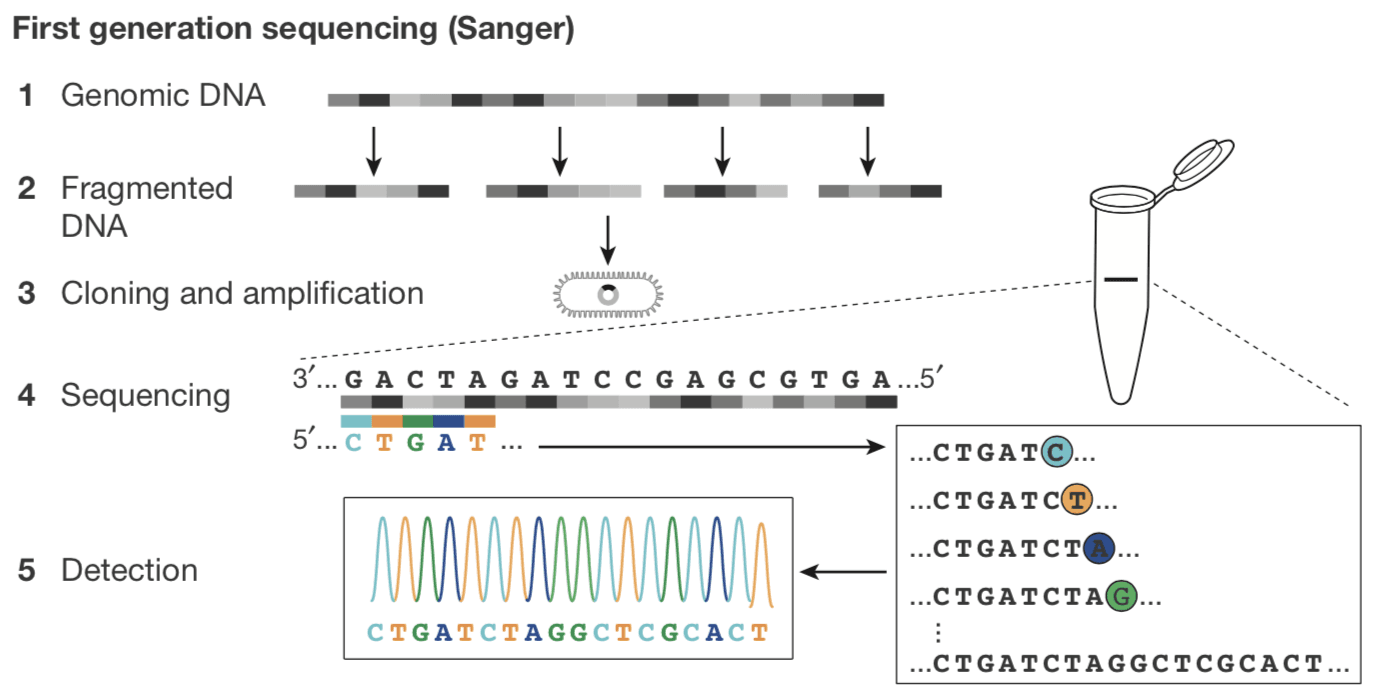 First generation sequencing (Sanger)
1 Genomic DNA
2 Fragmented
DNA
3 Cloning and amplification
4 Sequencing
3′...G A C T A G A T C C G A G C G T G A...5′
5′...C T G A T ...
...CTGATC...
...CTGATCT...
...CTGATCTA...
...CTGATCTAG...
⋮
...CTGATCTAGGCTCGCACT...
5 Detection
CTGATCTAGGCTCGCACT